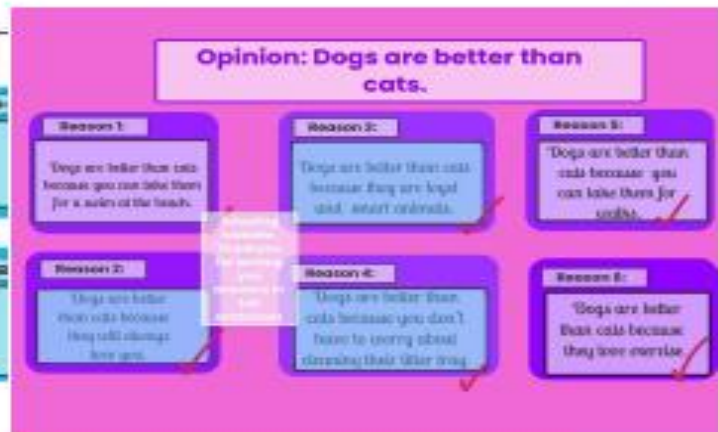 Opinion: Dogs are better than
cats.
Reason 1:
Dogs are better than cats
because you can take them
for a swim at the beach.
Reason 2:
Dogs are better
than cats because
they will always
love you.
Reason 3:
Dogs are better than cats
because they are loyal
and smart animals.
Reason 4:
Dogs are better than
cats because you don't
have to worry about
cleaning their litter tray
Reason 5:
Dogs are better than
cats because you
can take them for
walks.
Reason 6:
Dogs are better
than cats because
they love exercise